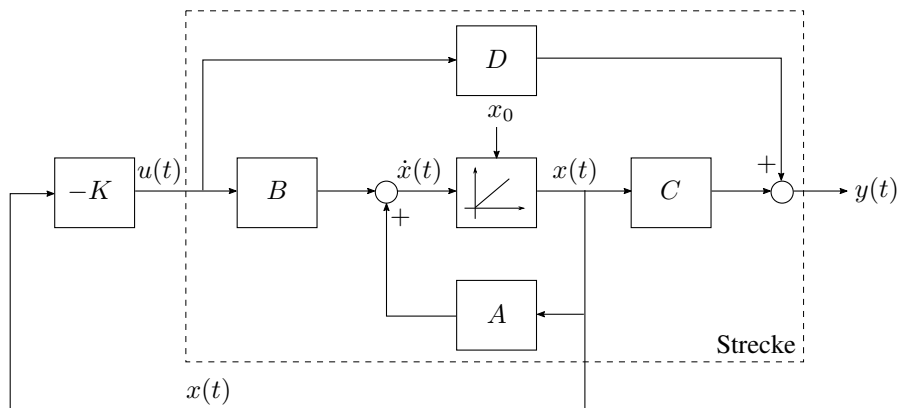 D
x₀
−K
u(t)
B
ẋ(t)
+
x(t)
C
+
y(t)
A
Strecke
x(t)